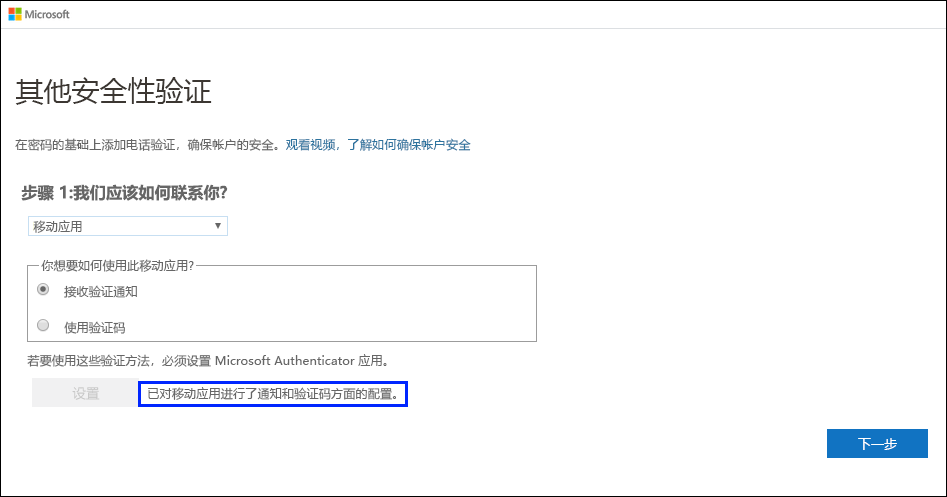 Microsoft
其他安全性验证
在密码的基础上添加电话验证，确保帐户的安全。观看视频，了解如何确保帐户安全
步骤 1:我们应该如何联系你?
移动应用
你想要如何使用此移动应用?
接收验证通知
使用验证码
若要使用这些验证方法，必须设置 Microsoft Authenticator 应用。
设置 已对移动应用进行了通知和验证码方面的配置。
下一步